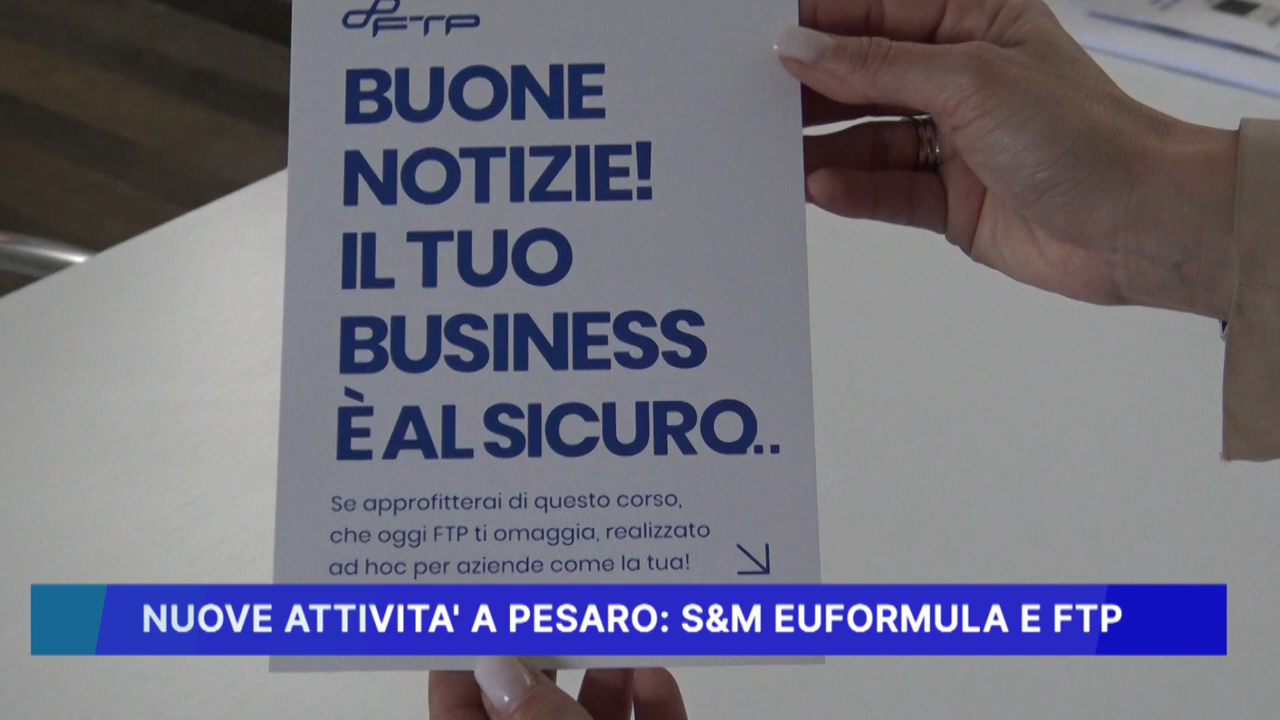 FTP
BUONE
NOTIZIE!
IL TUO
BUSINESS
È AL SICURO..
Se approfitterai di questo corso,
che oggi FTP ti omaggia, realizzato
ad hoc per aziende come la tua!
NUOVE ATTIVITA' A PESARO: S&M EUFORMULA E FTP